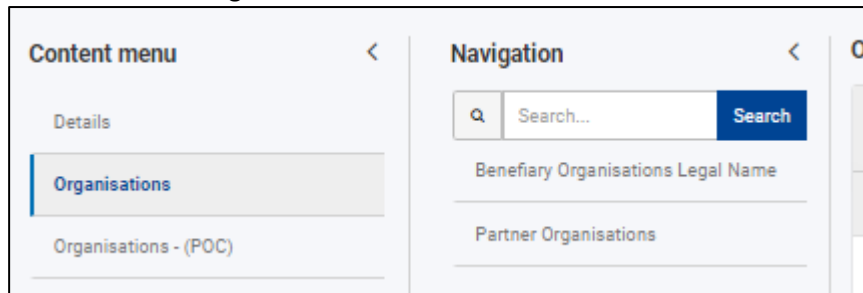 Content menu
Navigation
Search...
Search
Details
Benefiary Organisations Legal Name
Organisations
Partner Organisations
Organisations - (POC)